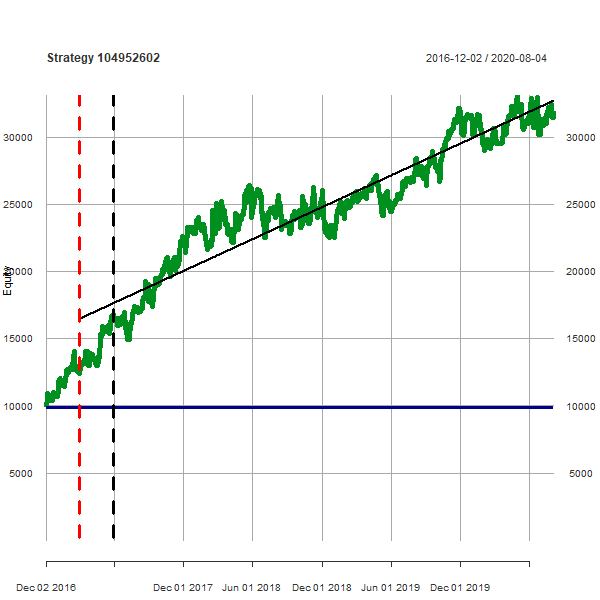 Strategy 104952602
2016-12-02 / 2020-08-04
30000
30000
25000
25000
20000
20000
Equity
15000
15000
10000
10000
5000
5000
Dec 02 2016
Dec 01 2017
Jun 01 2018
Dec 01 2018
Jun 01 2019
Dec 01 2019